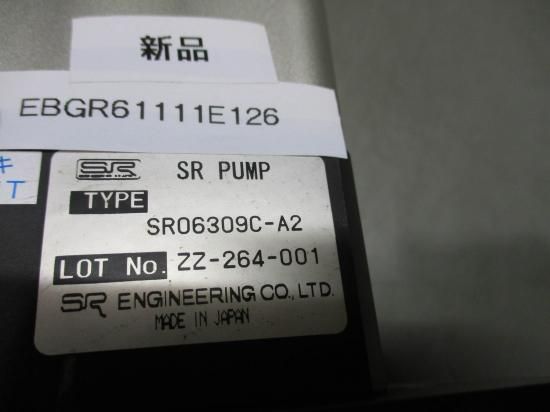 新品
EBGR61111E126
SR SR PUMP
TYPE
SR06309C-A2
LOT No. ZZ-264-001
SR ENGINEERING CO., LTD.
MADE IN JAPAN
T